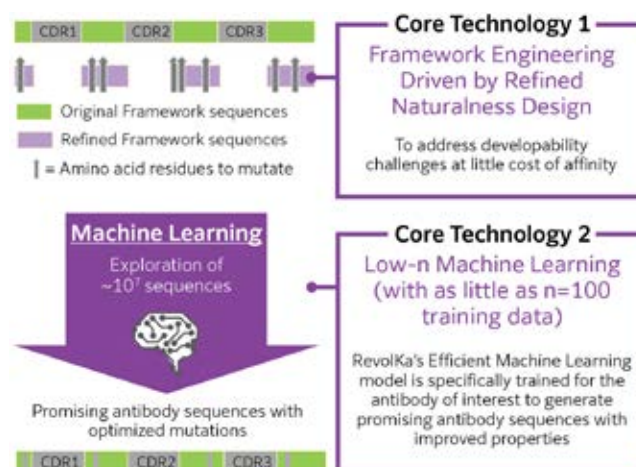 CDR1 CDR2 CDR3
Original Framework sequences
Refined Framework sequences
= Amino acid residues to mutate
Core Technology 1
Framework Engineering
Driven by Refined
Naturalness Design
To address developability
challenges at little cost of affinity
Machine Learning
Exploration of
~10⁷ sequences
Promising antibody sequences with
optimized mutations
CDR1 CDR2 CDR3
Core Technology 2
Low-n Machine Learning
(with as little as n=100
training data)
RevolKa's Efficient Machine Learning
model is specifically trained for the
antibody of interest to generate
promising antibody sequences with
improved properties